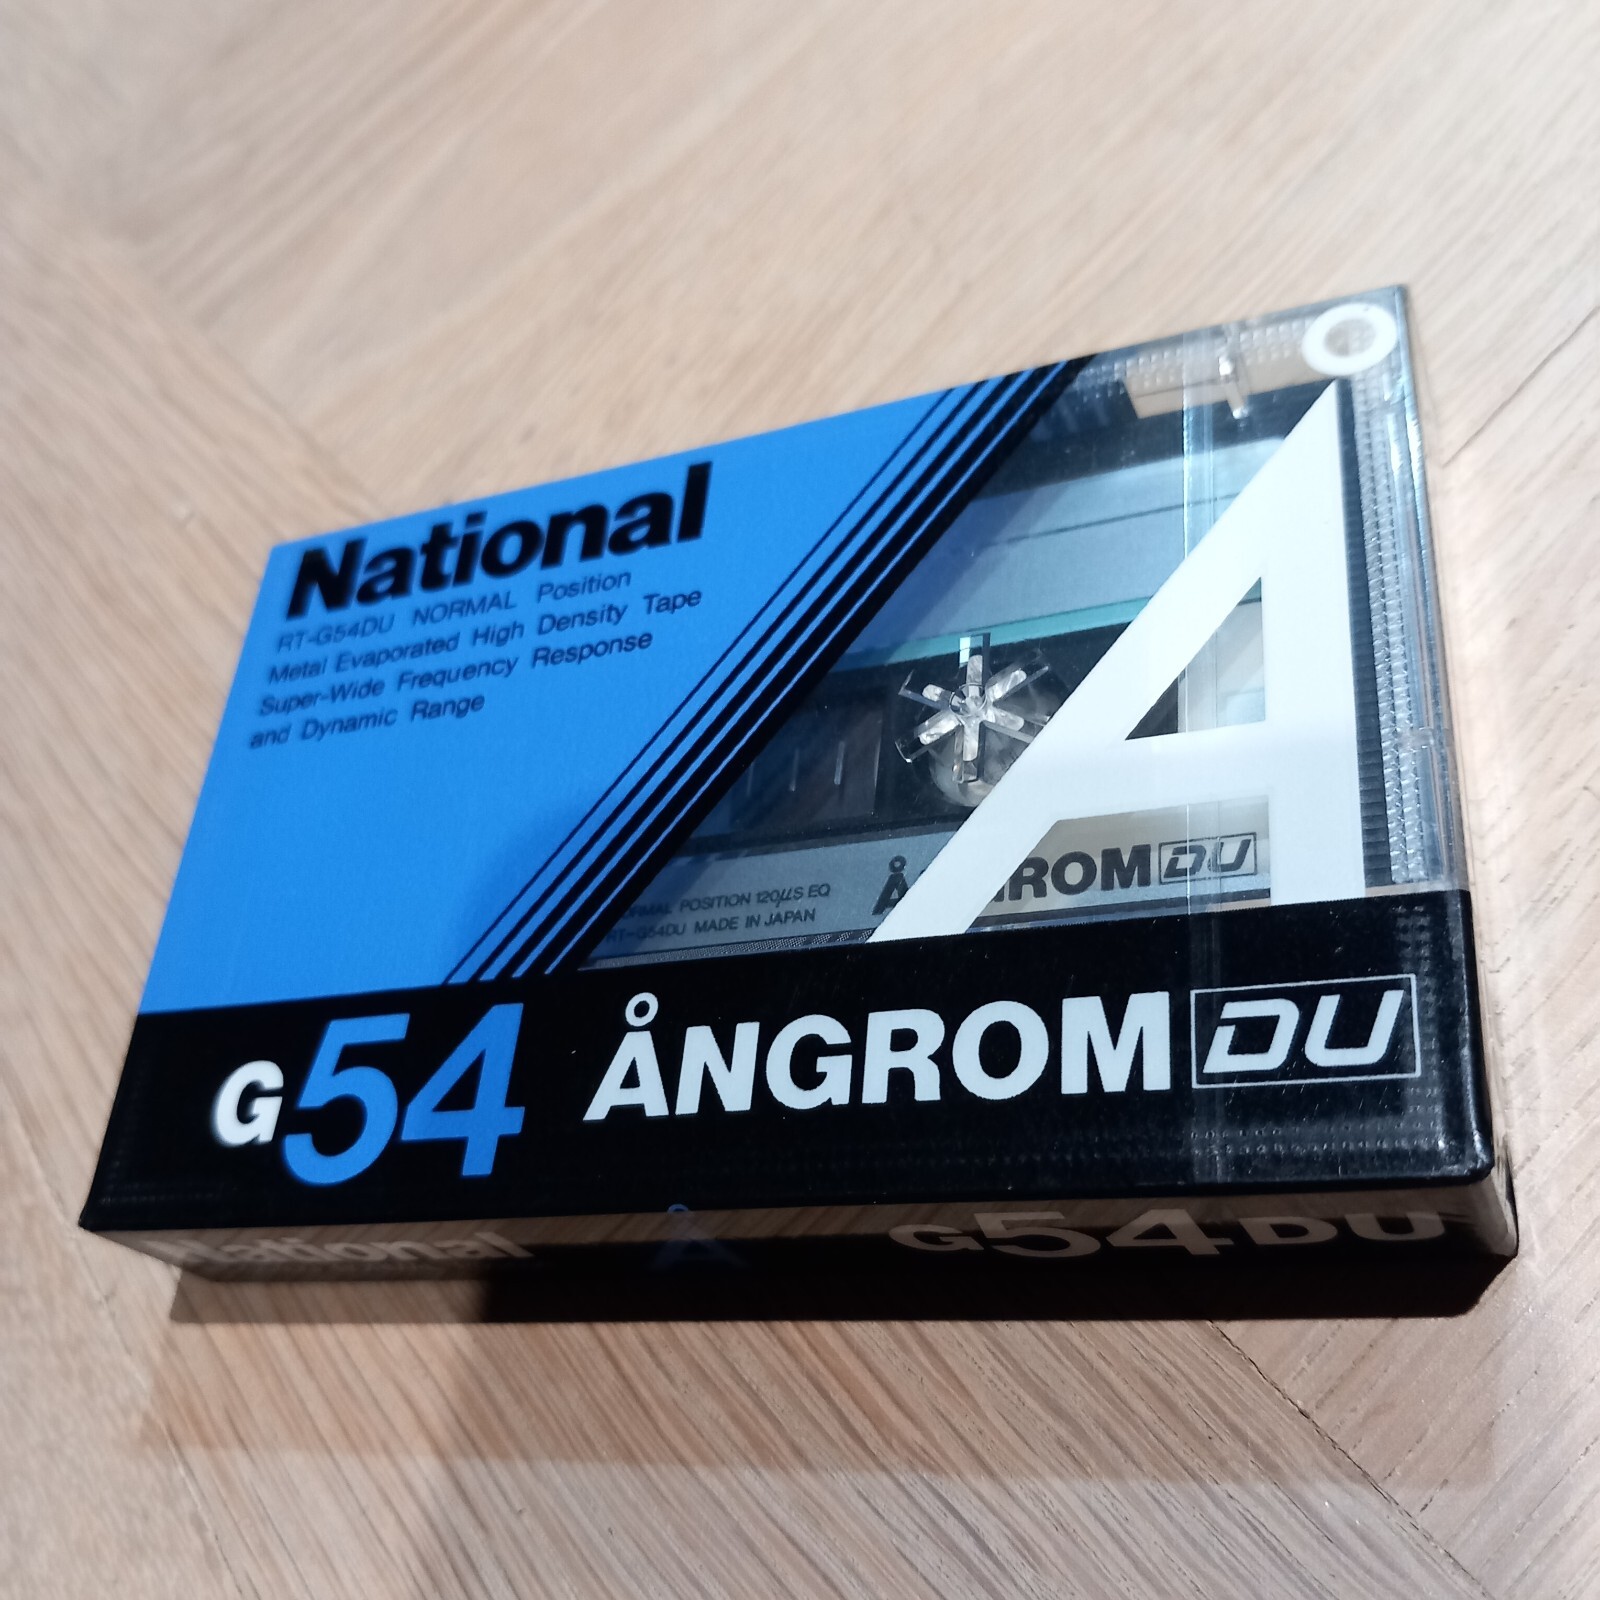 National
RT-G54DU NORMAL Position
Metal Evaporated High Density Tape
Super-Wide Frequency Response
and Dynamic Range
A
ÅNGROM DU
NORMAL POSITION 120µS EQ
RT-G54DU MADE IN JAPAN
G54 ÅNGROM DU
National Å G54DU